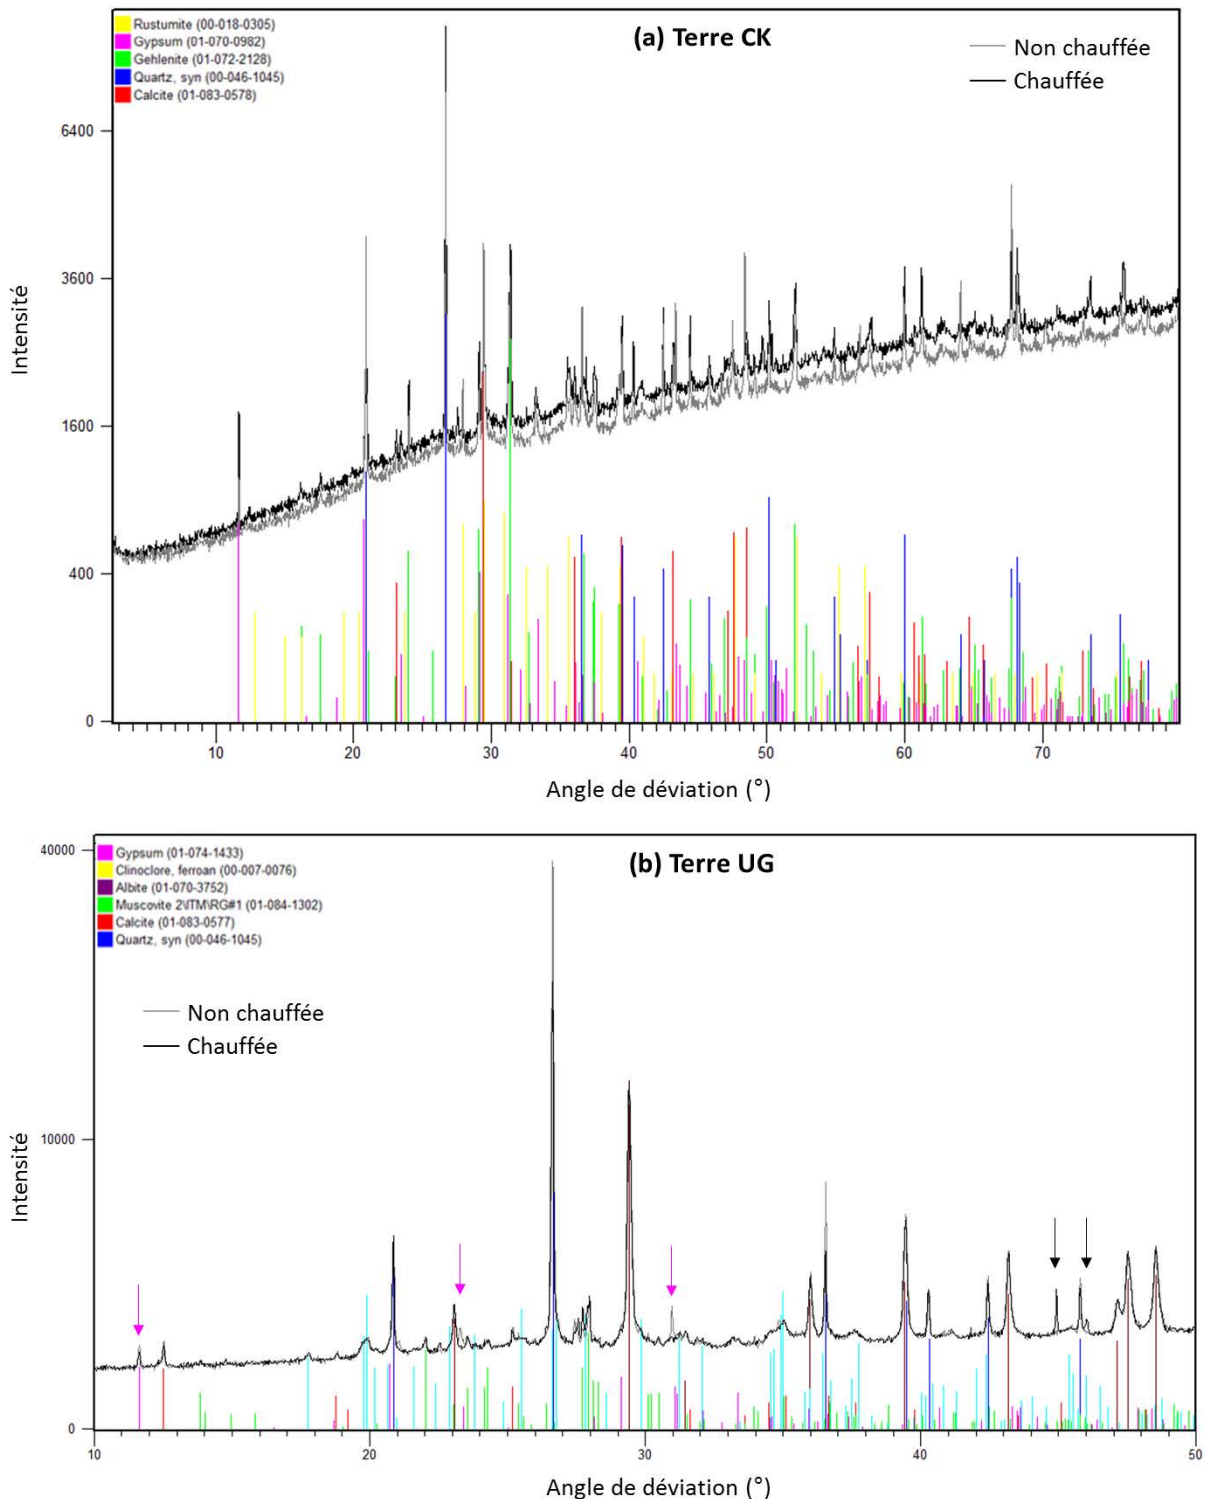 Rustumite (00-018-0305)
Gypsum (01-070-0982)
Gehlenite (01-072-2128)
Quartz, syn (00-046-1045)
Calcite (01-083-0578)
(a) Terre CK
Non chauffée
Chauffée
6400
3600
1600
400
0
Intensité
10 20 30 40 50 60 70
Angle de déviation (°)
40000
Gypsum (01-074-1433)
Clinoclore, ferroan (00-007-0076)
Albite (01-070-3752)
Muscovite 2\ITM\RG#1 (01-084-1302)
Calcite (01-083-0577)
Quartz, syn (00-046-1045)
(b) Terre UG
Non chauffée
Chauffée
10000
0
Intensité
10 20 30 40 50
Angle de déviation (°)